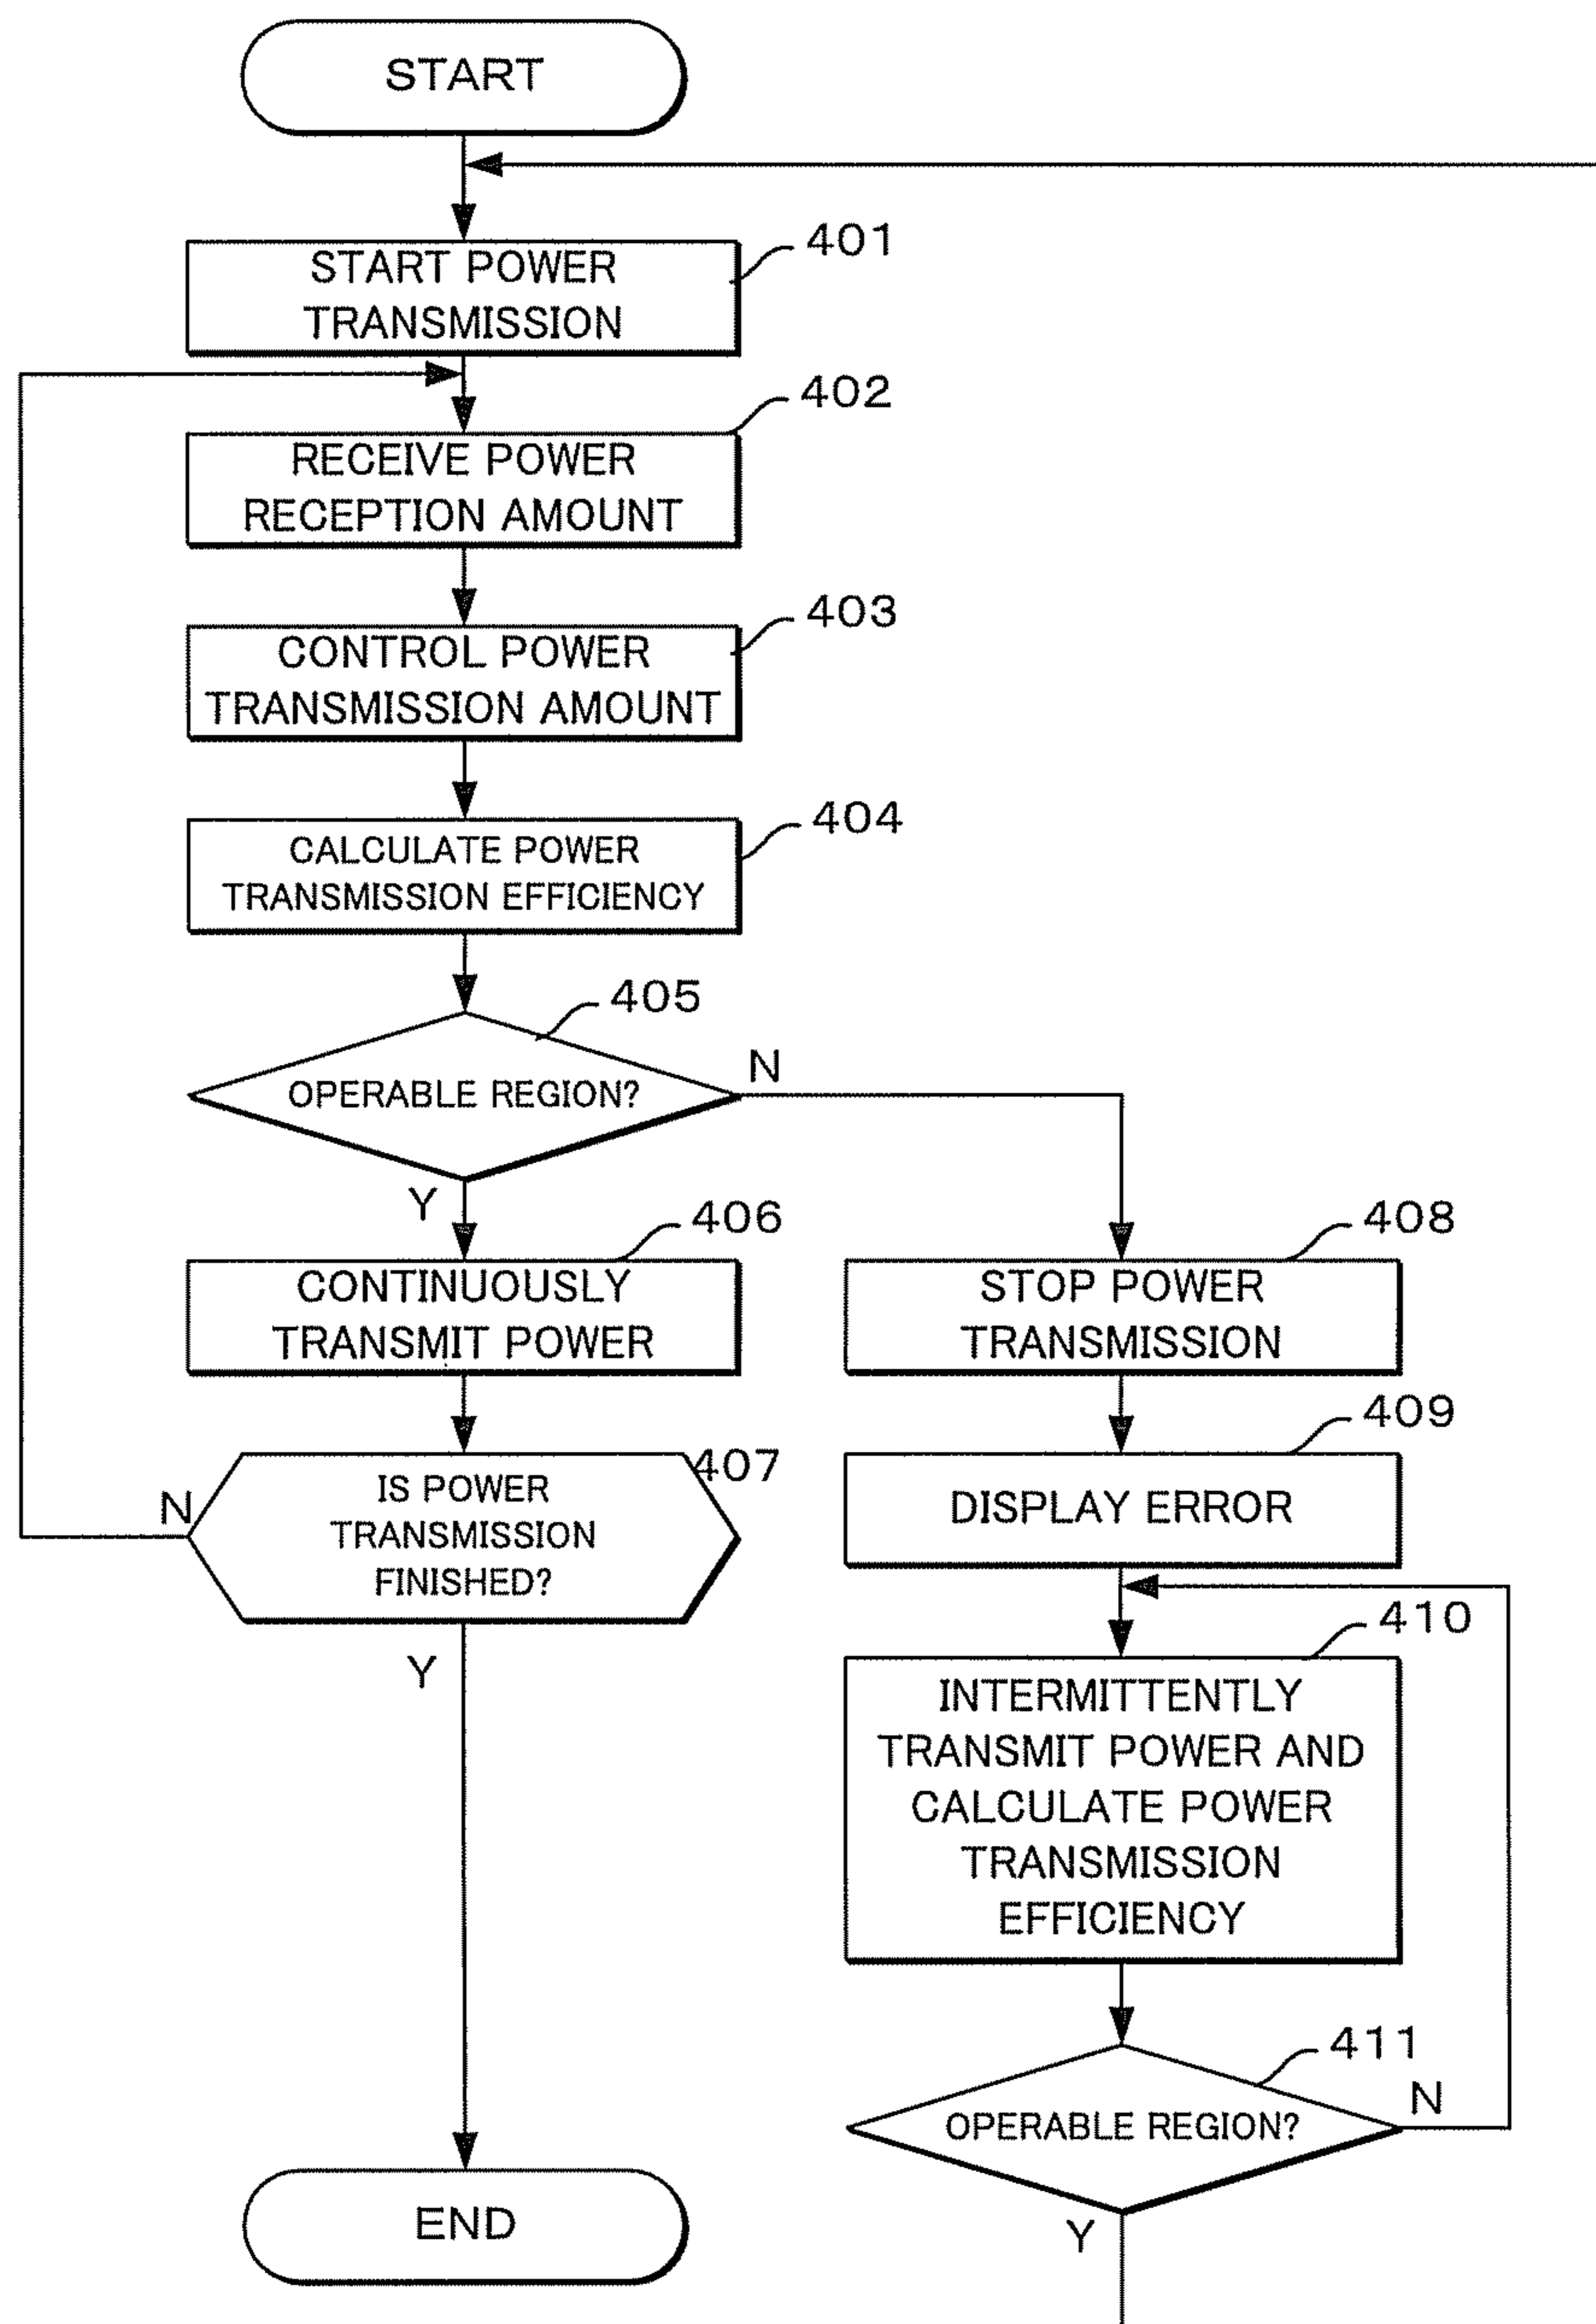 START
401
START POWER
TRANSMISSION
402
RECEIVE POWER
RECEPTION AMOUNT
403
CONTROL POWER
TRANSMISSION AMOUNT
404
CALCULATE POWER
TRANSMISSION EFFICIENCY
405
OPERABLE REGION?
N
Y
406
CONTINUOUSLY
TRANSMIT POWER
407
IS POWER
TRANSMISSION
FINISHED?
N
Y
END
408
STOP POWER
TRANSMISSION
409
DISPLAY ERROR
410
INTERMITTENTLY
TRANSMIT POWER AND
CALCULATE POWER
TRANSMISSION
EFFICIENCY
411
OPERABLE REGION?
N
Y